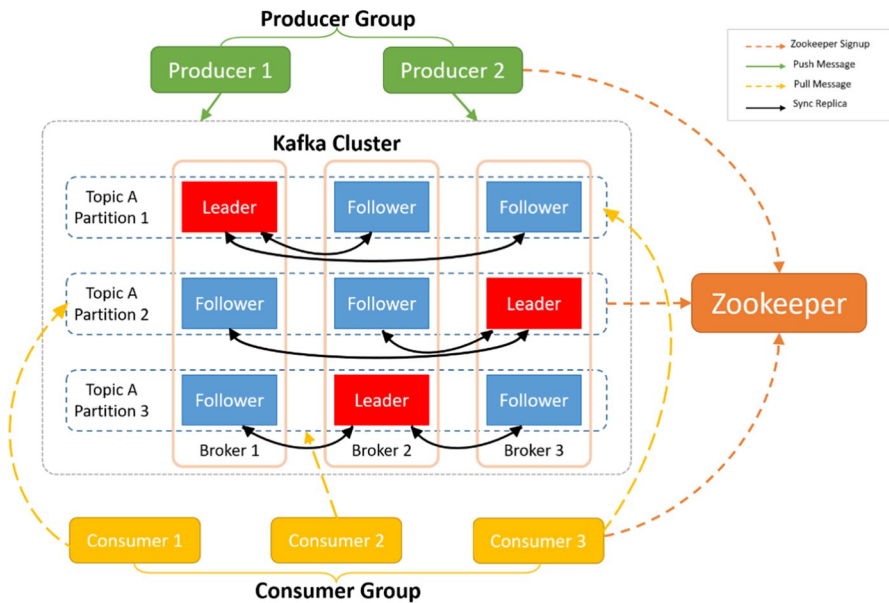 Producer Group
Producer 1
Producer 2
Zookeeper Signup
Push Message
Pull Message
Sync Replica
Kafka Cluster
Topic A
Partition 1
Leader
Follower
Follower
Topic A
Partition 2
Follower
Follower
Leader
Zookeeper
Topic A
Partition 3
Follower
Leader
Follower
Broker 1
Broker 2
Broker 3
Consumer 1
Consumer 2
Consumer 3
Consumer Group